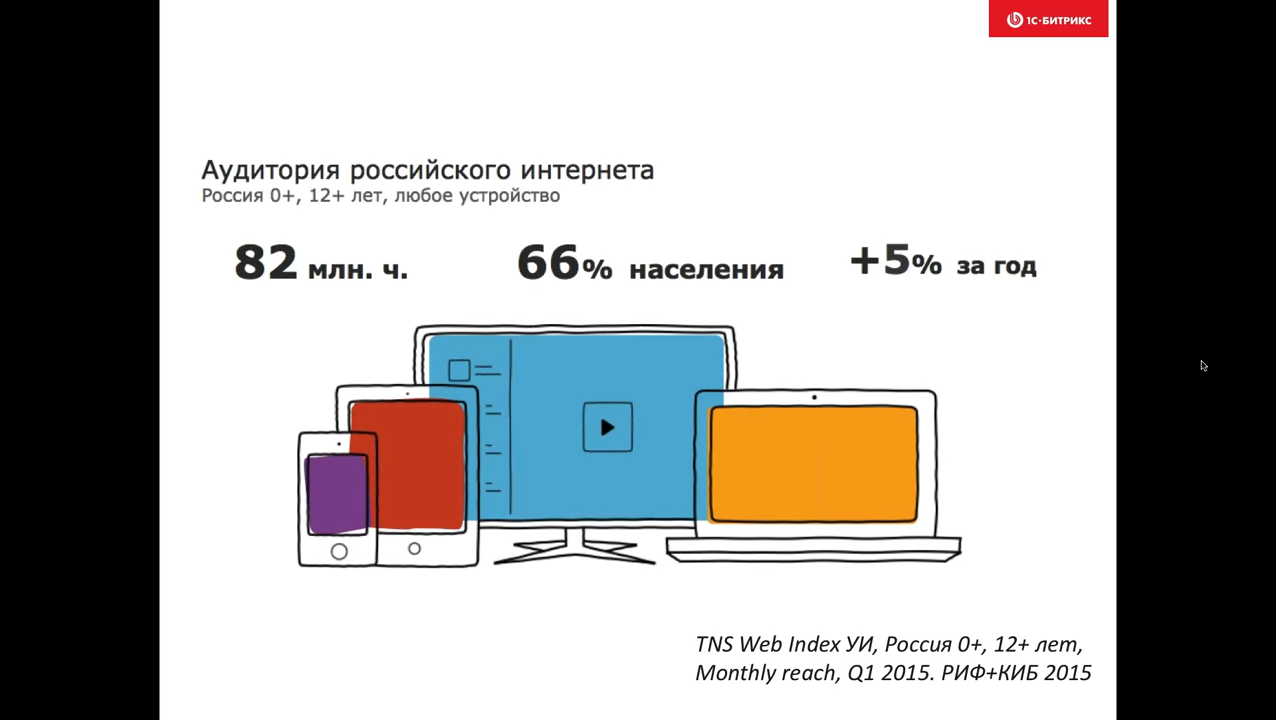 1С·БИТРИКС
Аудитория российского интернета
Россия 0+, 12+ лет, любое устройство
82 млн. ч. 66% населения +5% за год
TNS Web Index УИ, Россия 0+, 12+ лет,
Monthly reach, Q1 2015. РИФ+КИБ 2015